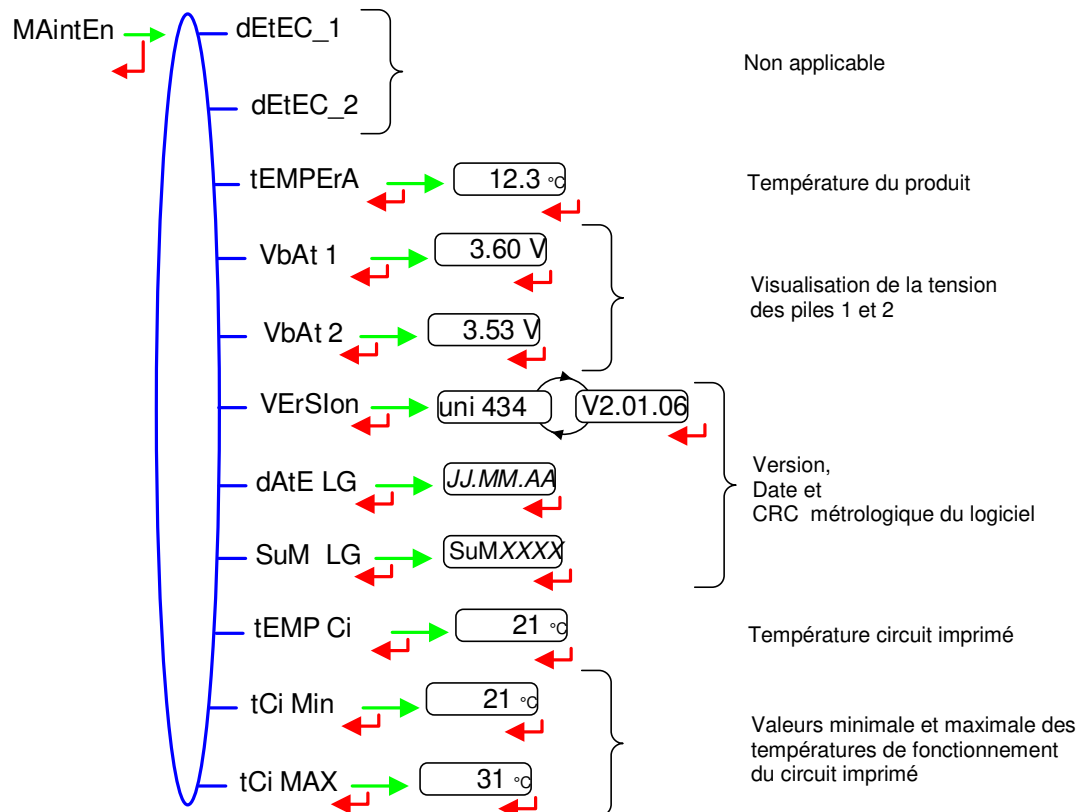 MAintEn
dEtEC_1
Non applicable
dEtEC_2
tEMPErA
12.3 °C
Température du produit
VbAt 1
3.60 V
Visualisation de la tension
des piles 1 et 2
VbAt 2
3.53 V
VErSIon
uni 434
V2.01.06
Version,
Date et
CRC métrologique du logiciel
dAtE LG
JJ.MM.AA
SuM LG
SuMXXXX
tEMP Ci
21 °C
Température circuit imprimé
tCi Min
21 °C
Valeurs minimale et maximale des
températures de fonctionnement
du circuit imprimé
tCi MAX
31 °C